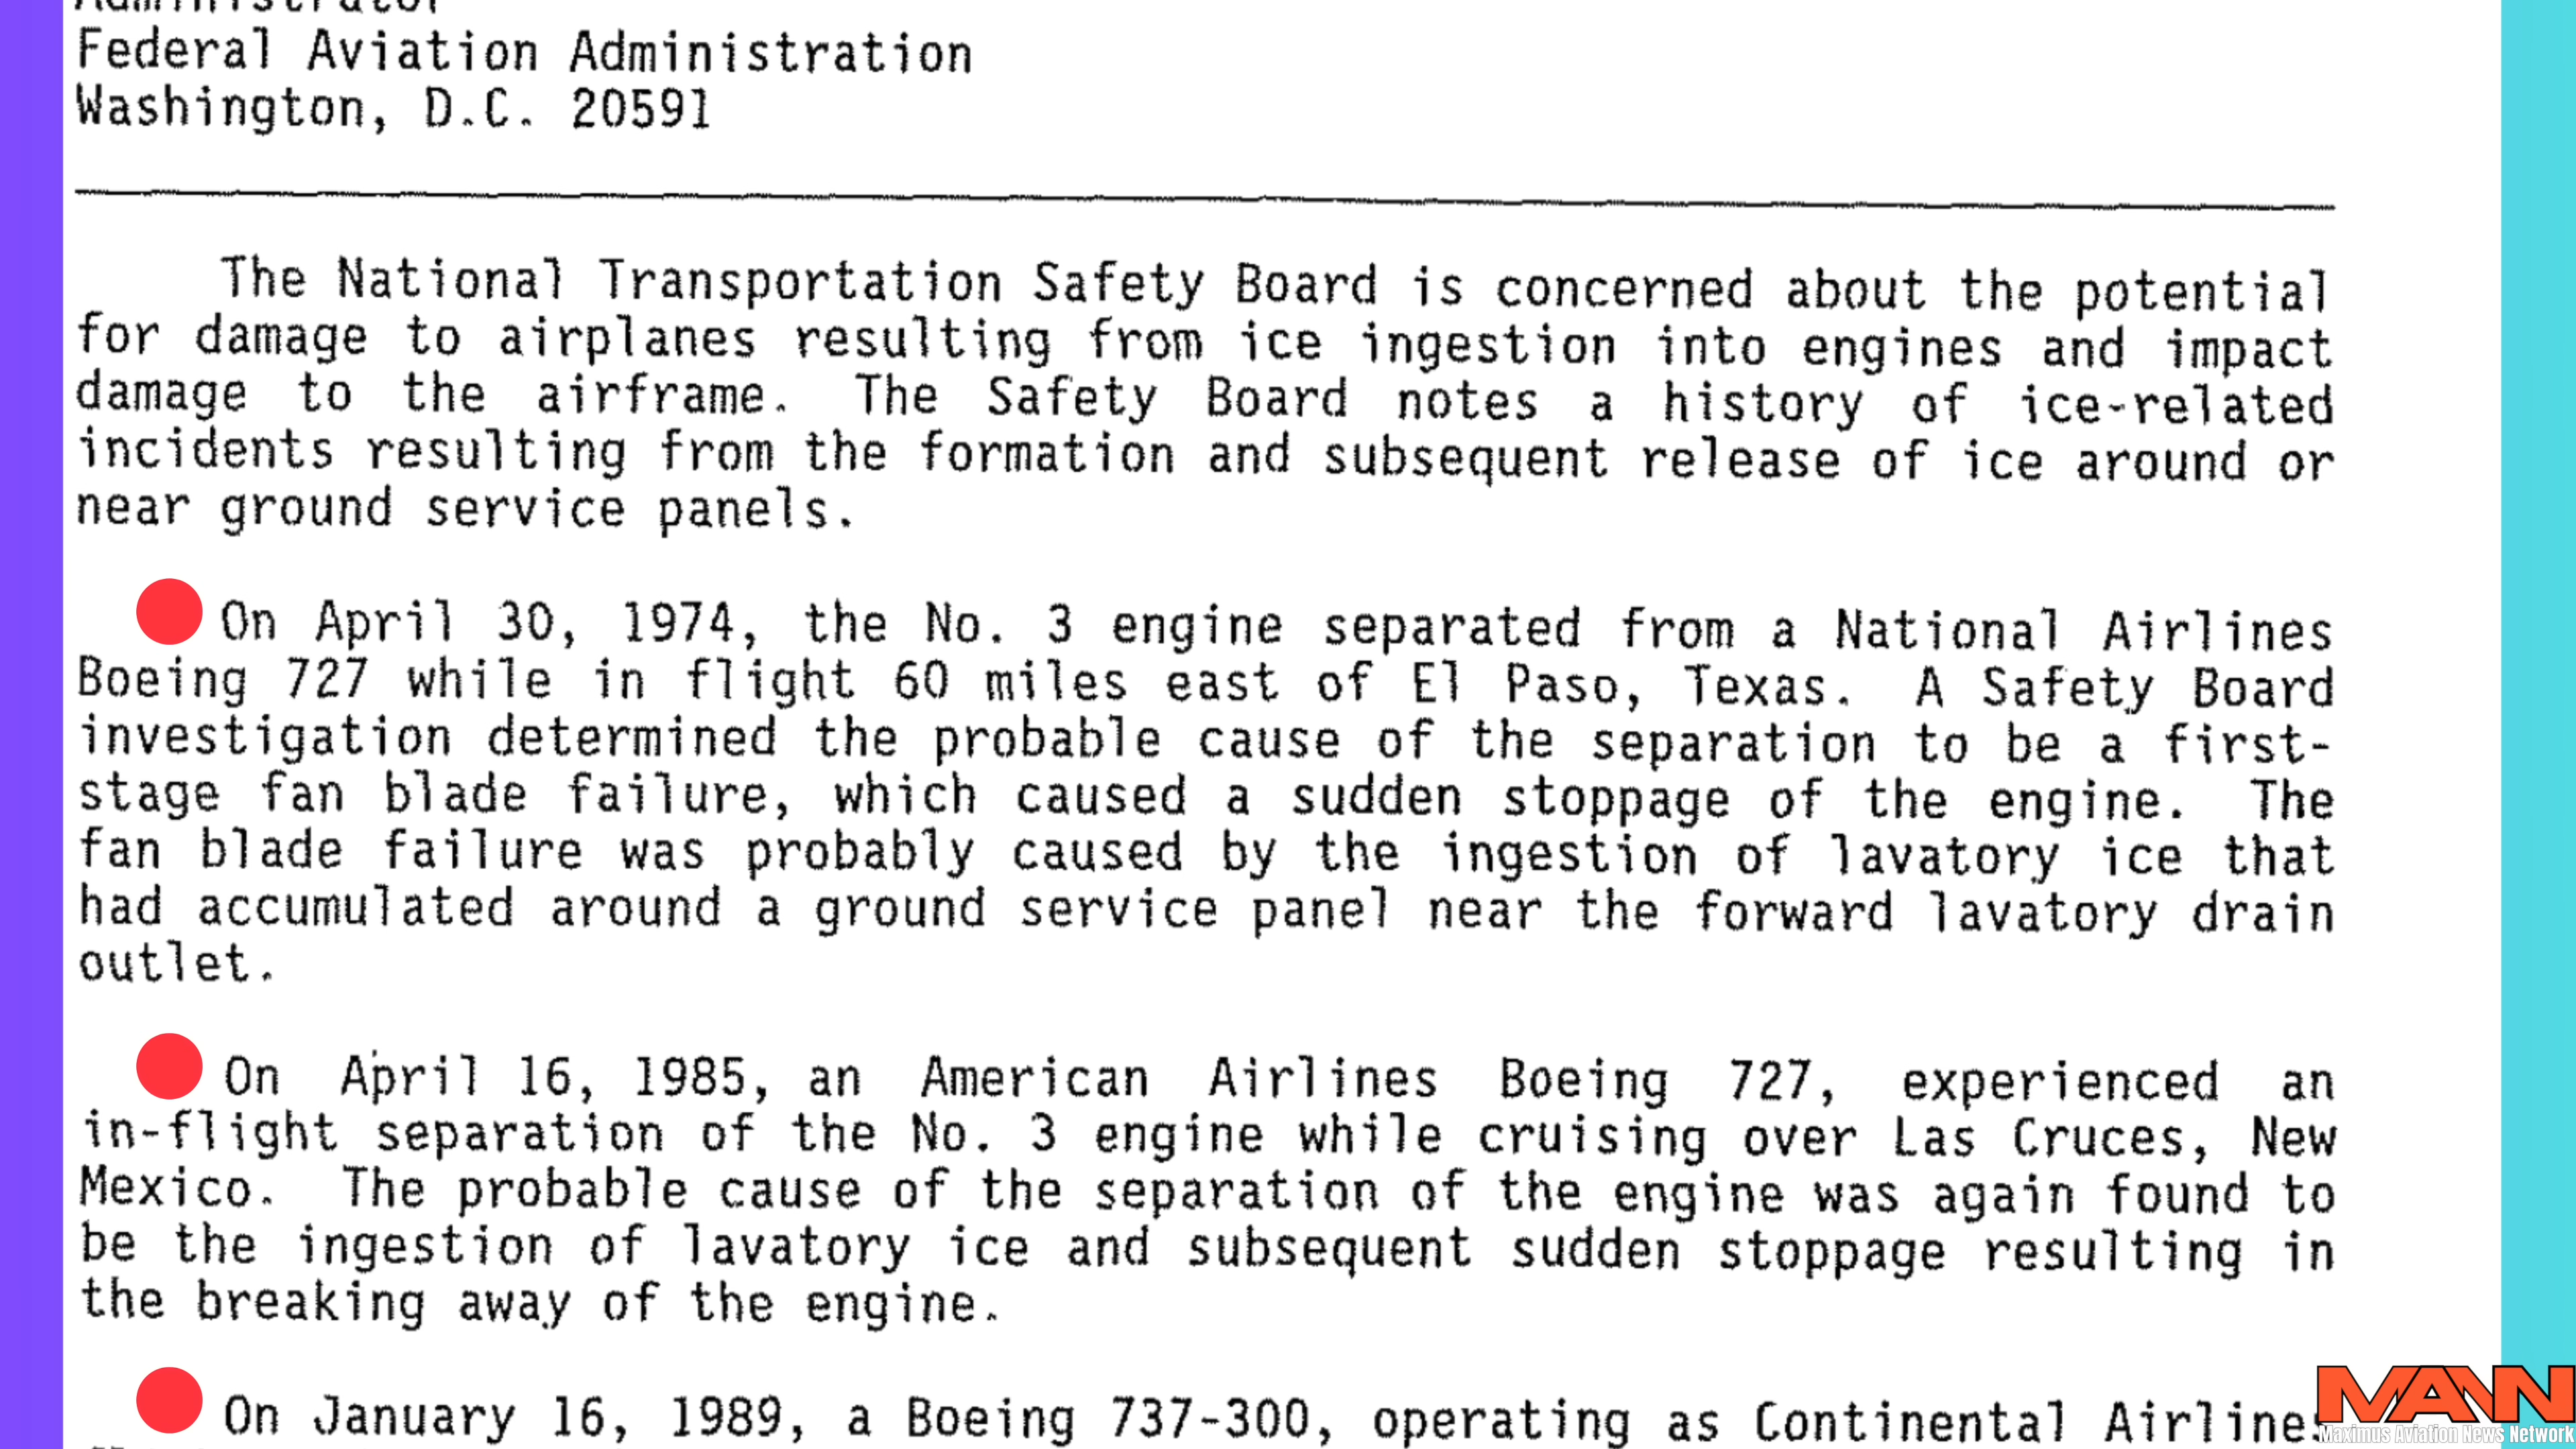 Administrator
Federal Aviation Administration
Washington, D.C. 20591
The National Transportation Safety Board is concerned about the potential
for damage to airplanes resulting from ice ingestion into engines and impact
damage to the airframe. The Safety Board notes a history of ice-related
incidents resulting from the formation and subsequent release of ice around or
near ground service panels.
On April 30, 1974, the No. 3 engine separated from a National Airlines
Boeing 727 while in flight 60 miles east of El Paso, Texas. A Safety Board
investigation determined the probable cause of the separation to be a first-
stage fan blade failure, which caused a sudden stoppage of the engine. The
fan blade failure was probably caused by the ingestion of lavatory ice that
had accumulated around a ground service panel near the forward lavatory drain
outlet.
On April 16, 1985, an American Airlines Boeing 727, experienced an
in-flight separation of the No. 3 engine while cruising over Las Cruces, New
Mexico. The probable cause of the separation of the engine was again found to
be the ingestion of lavatory ice and subsequent sudden stoppage resulting in
the breaking away of the engine.
On January 16, 1989, a Boeing 737-300, operating as Continental Airlines
MANN
Maximus Aviation News Network